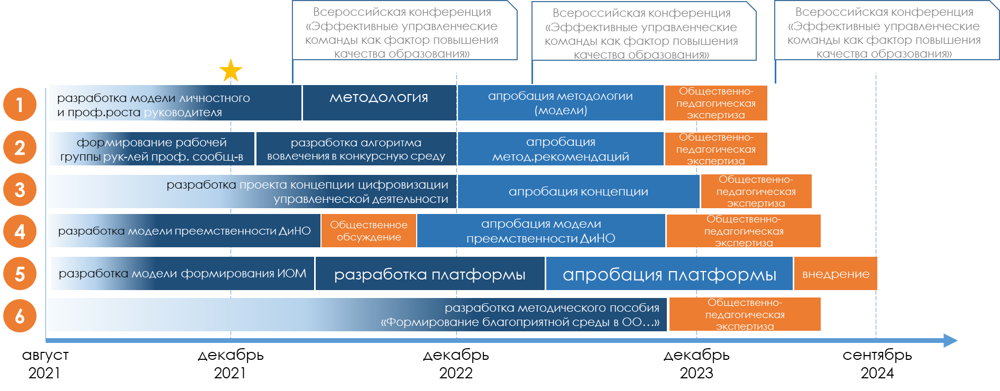 Всероссийская конференция
«Эффективные управленческие
команды как фактор повышения
качества образования»
Всероссийская конференция
«Эффективные управленческие
команды как фактор повышения
качества образования»
Всероссийская конференция
«Эффективные управленческие
команды как фактор повышения
качества образования»
1
разработка модели личностного
и проф.роста руководителя
методология
апробация методологии
(модели)
Общественно-
педагогическая
экспертиза
2
формирование рабочей
группы рук-лей проф. сообщ-в
разработка алгоритма
вовлечения в конкурсную среду
апробация
метод.рекомендаций
Общественно-
педагогическая
экспертиза
3
разработка проекта концепции цифровизации
управленческой деятельности
апробация концепции
Общественно-
педагогическая
экспертиза
4
разработка модели преемственности ДиНО
Общественное
обсуждение
апробация модели
преемственности ДиНО
Общественно-
педагогическая
экспертиза
5
разработка модели формирования ИОМ
разработка платформы
апробация платформы
внедрение
6
разработка методического пособия
«Формирование благоприятной среды в ОО...»
Общественно-
педагогическая
экспертиза
август
2021
декабрь
2021
декабрь
2022
декабрь
2023
сентябрь
2024